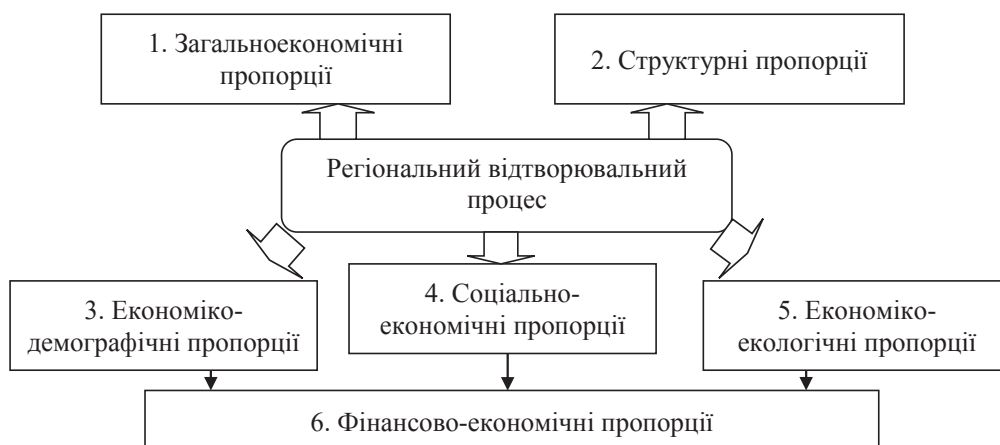 1. Загальноекономічні
пропорції
2. Структурні пропорції
Регіональний відтворювальний
процес
3. Економіко-
демографічні пропорції
4. Соціально-
економічні пропорції
5. Економіко-
екологічні пропорції
6. Фінансово-економічні пропорції